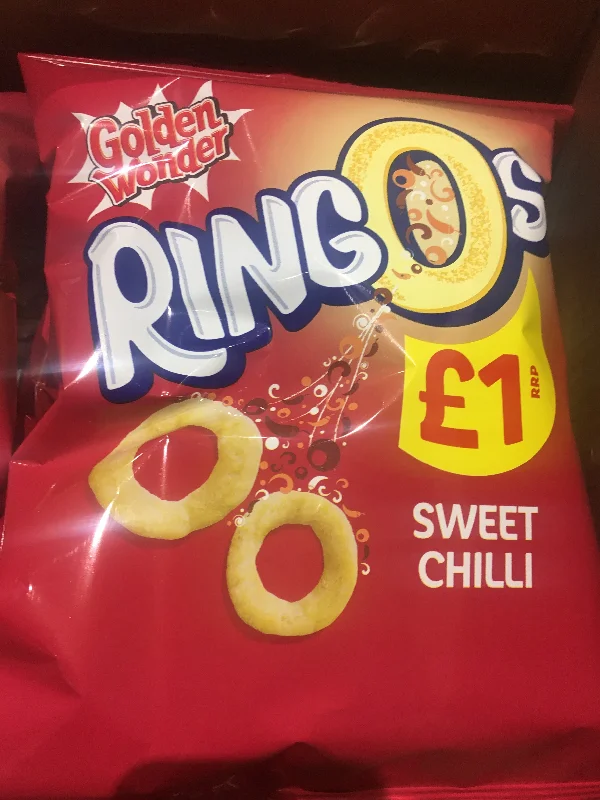 Golden
Wonder
RINGOS
£1
RRP
SWEET
CHILLI